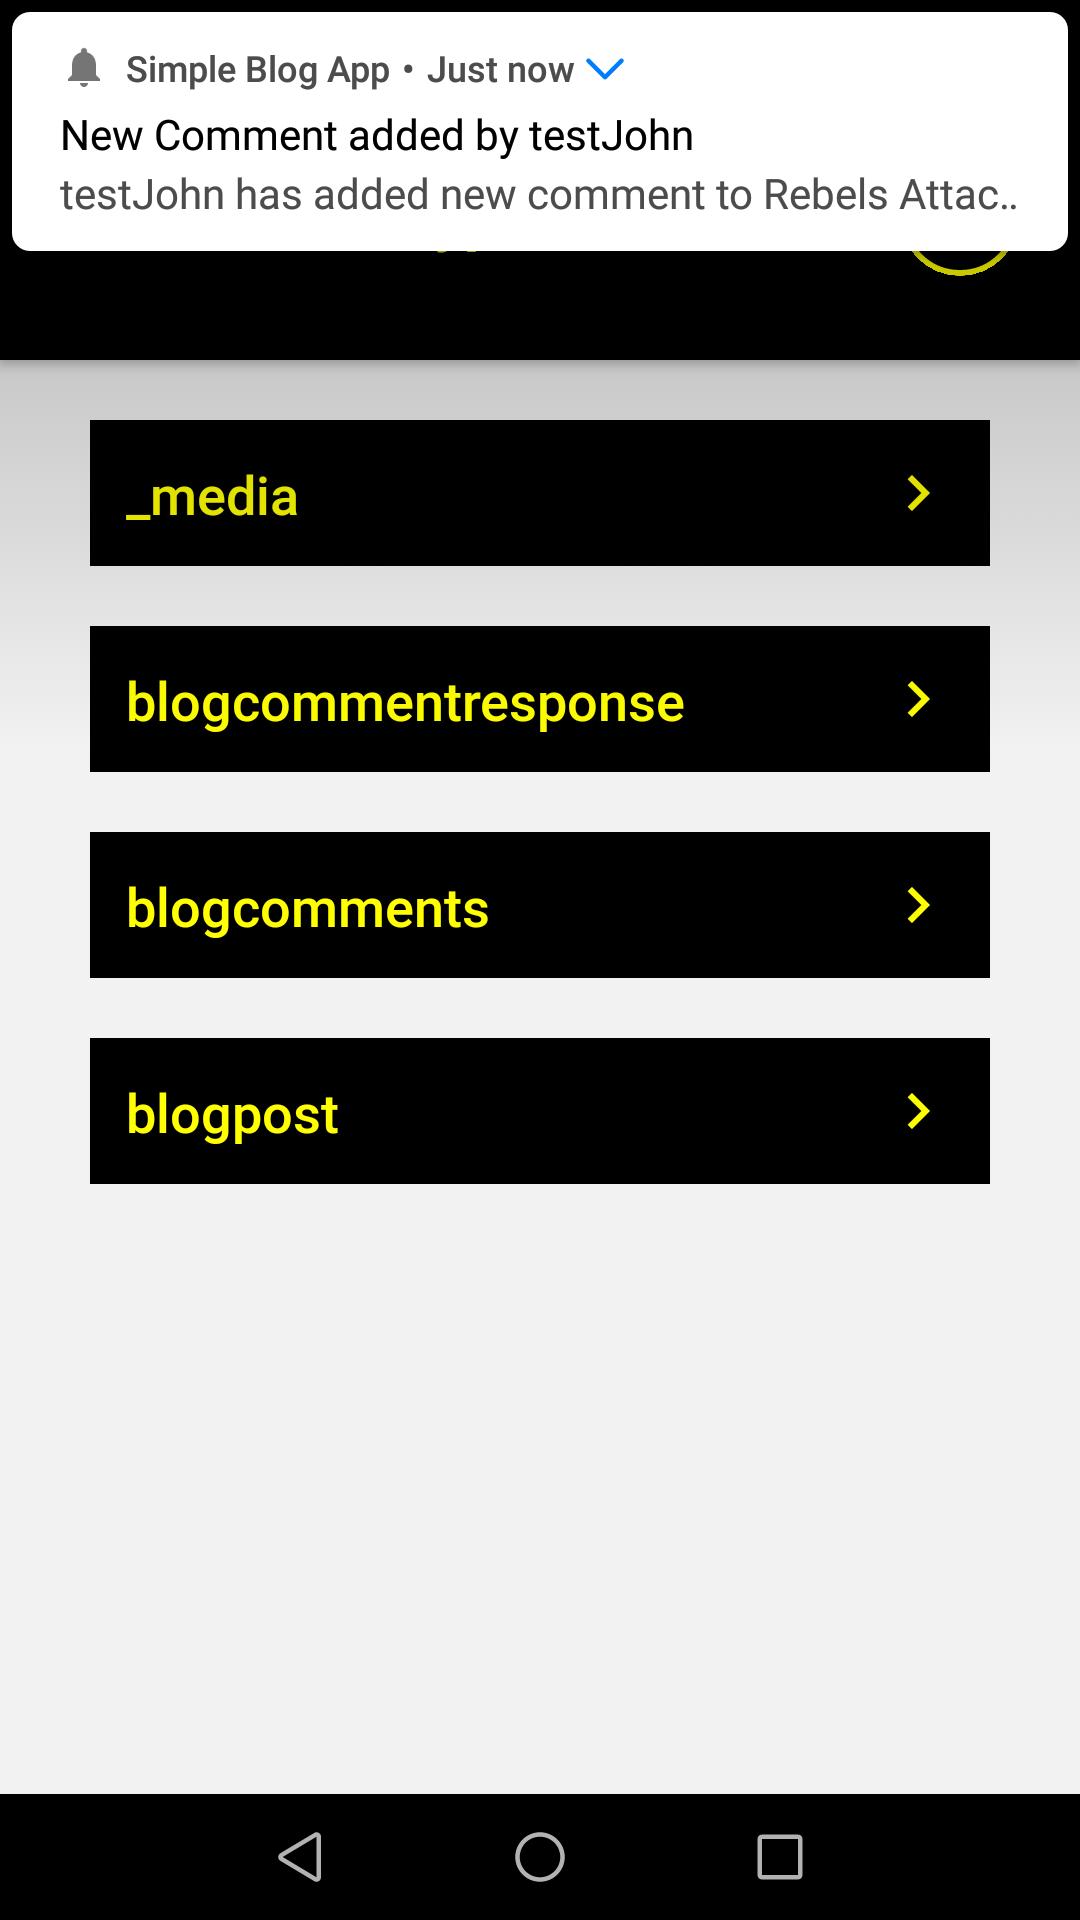 Simple Blog App • Just now
New Comment added by testJohn
testJohn has added new comment to Rebels Attac..
_media
blogcommentresponse
blogcomments
blogpost